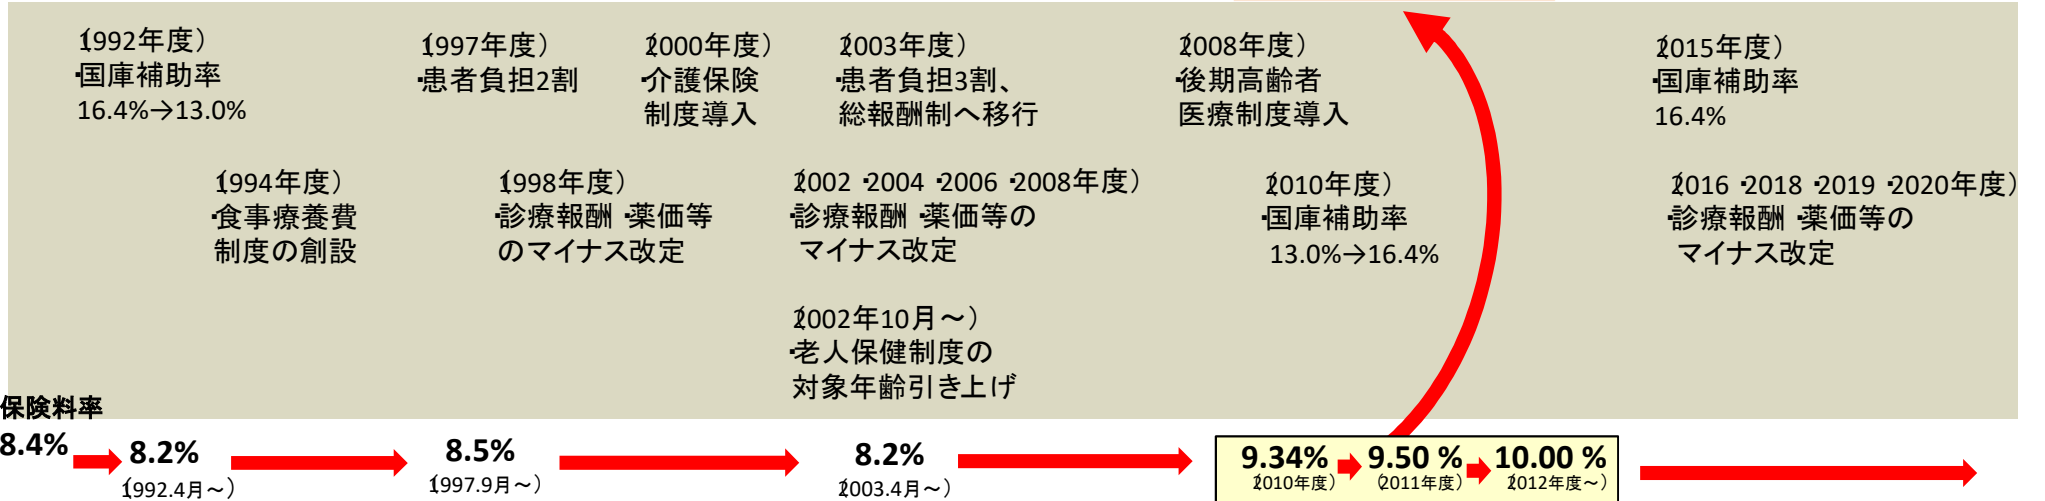 (1992年度)
・国庫補助率
16.4%→13.0%
(1997年度)
・患者負担2割
(2000年度)
・介護保険
制度導入
(2003年度)
・患者負担3割、
総報酬制へ移行
(2008年度)
・後期高齢者
医療制度導入
(2015年度)
・国庫補助率
16.4%
(1994年度)
・食事療養費
制度の創設
(1998年度)
・診療報酬・薬価等
のマイナス改定
(2002・2004・2006・2008年度)
・診療報酬・薬価等の
マイナス改定
(2010年度)
・国庫補助率
13.0%→16.4%
(2016・2018・2019・2020年度)
・診療報酬・薬価等の
マイナス改定
(2002年10月～)
・老人保健制度の
対象年齢引き上げ
保険料率
8.4%
8.2%
(1992.4月～)
8.5%
(1997.9月～)
8.2%
(2003.4月～)
9.34%
(2010年度)
9.50 %
(2011年度)
10.00 %
(2012年度～)